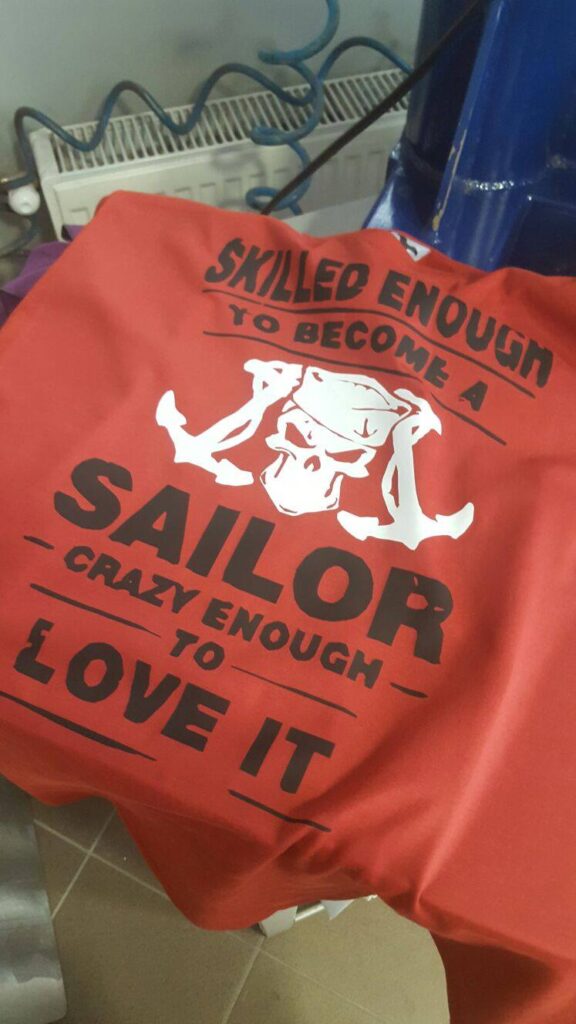 SKILLED ENOUGH
TO BECOME A
SAILOR
CRAZY ENOUGH
TO
LOVE IT